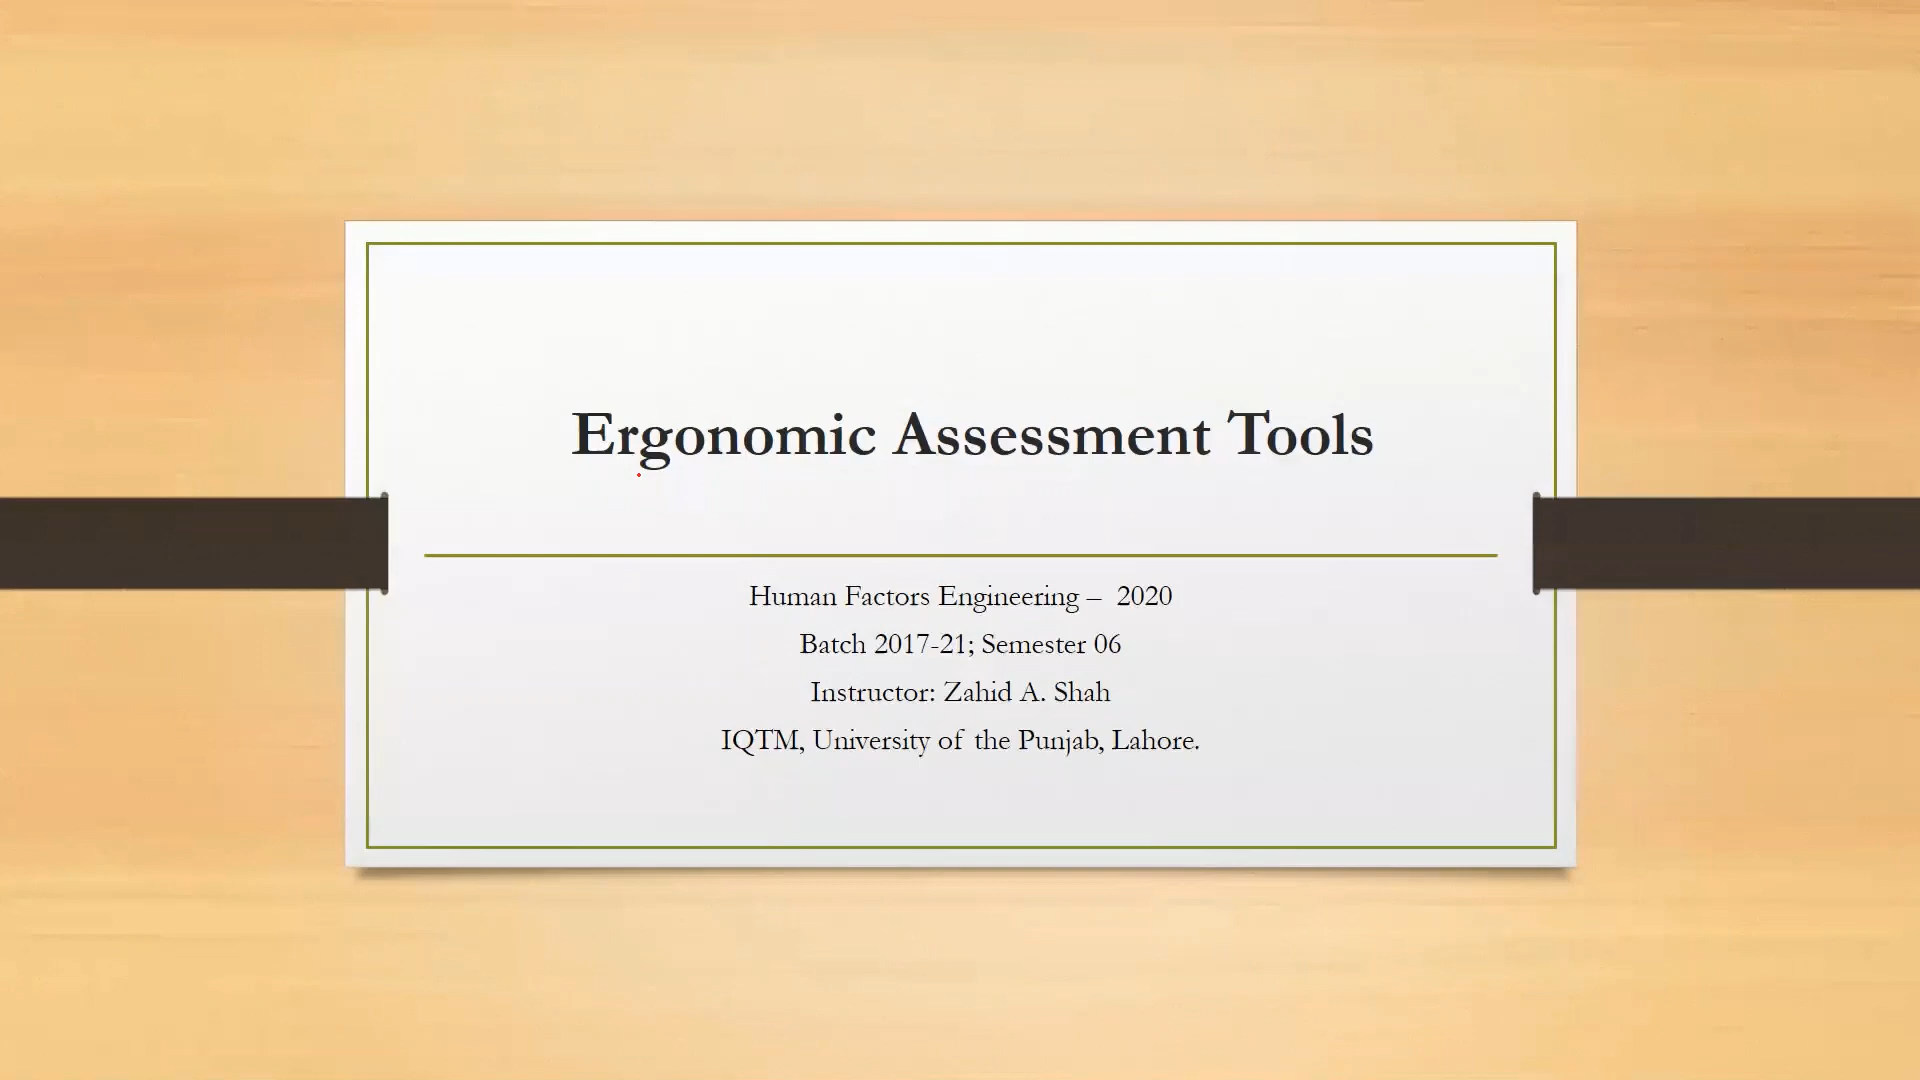 Ergonomic Assessment Tools
Human Factors Engineering – 2020
Batch 2017-21; Semester 06
Instructor: Zahid A. Shah
IQTM, University of the Punjab, Lahore.